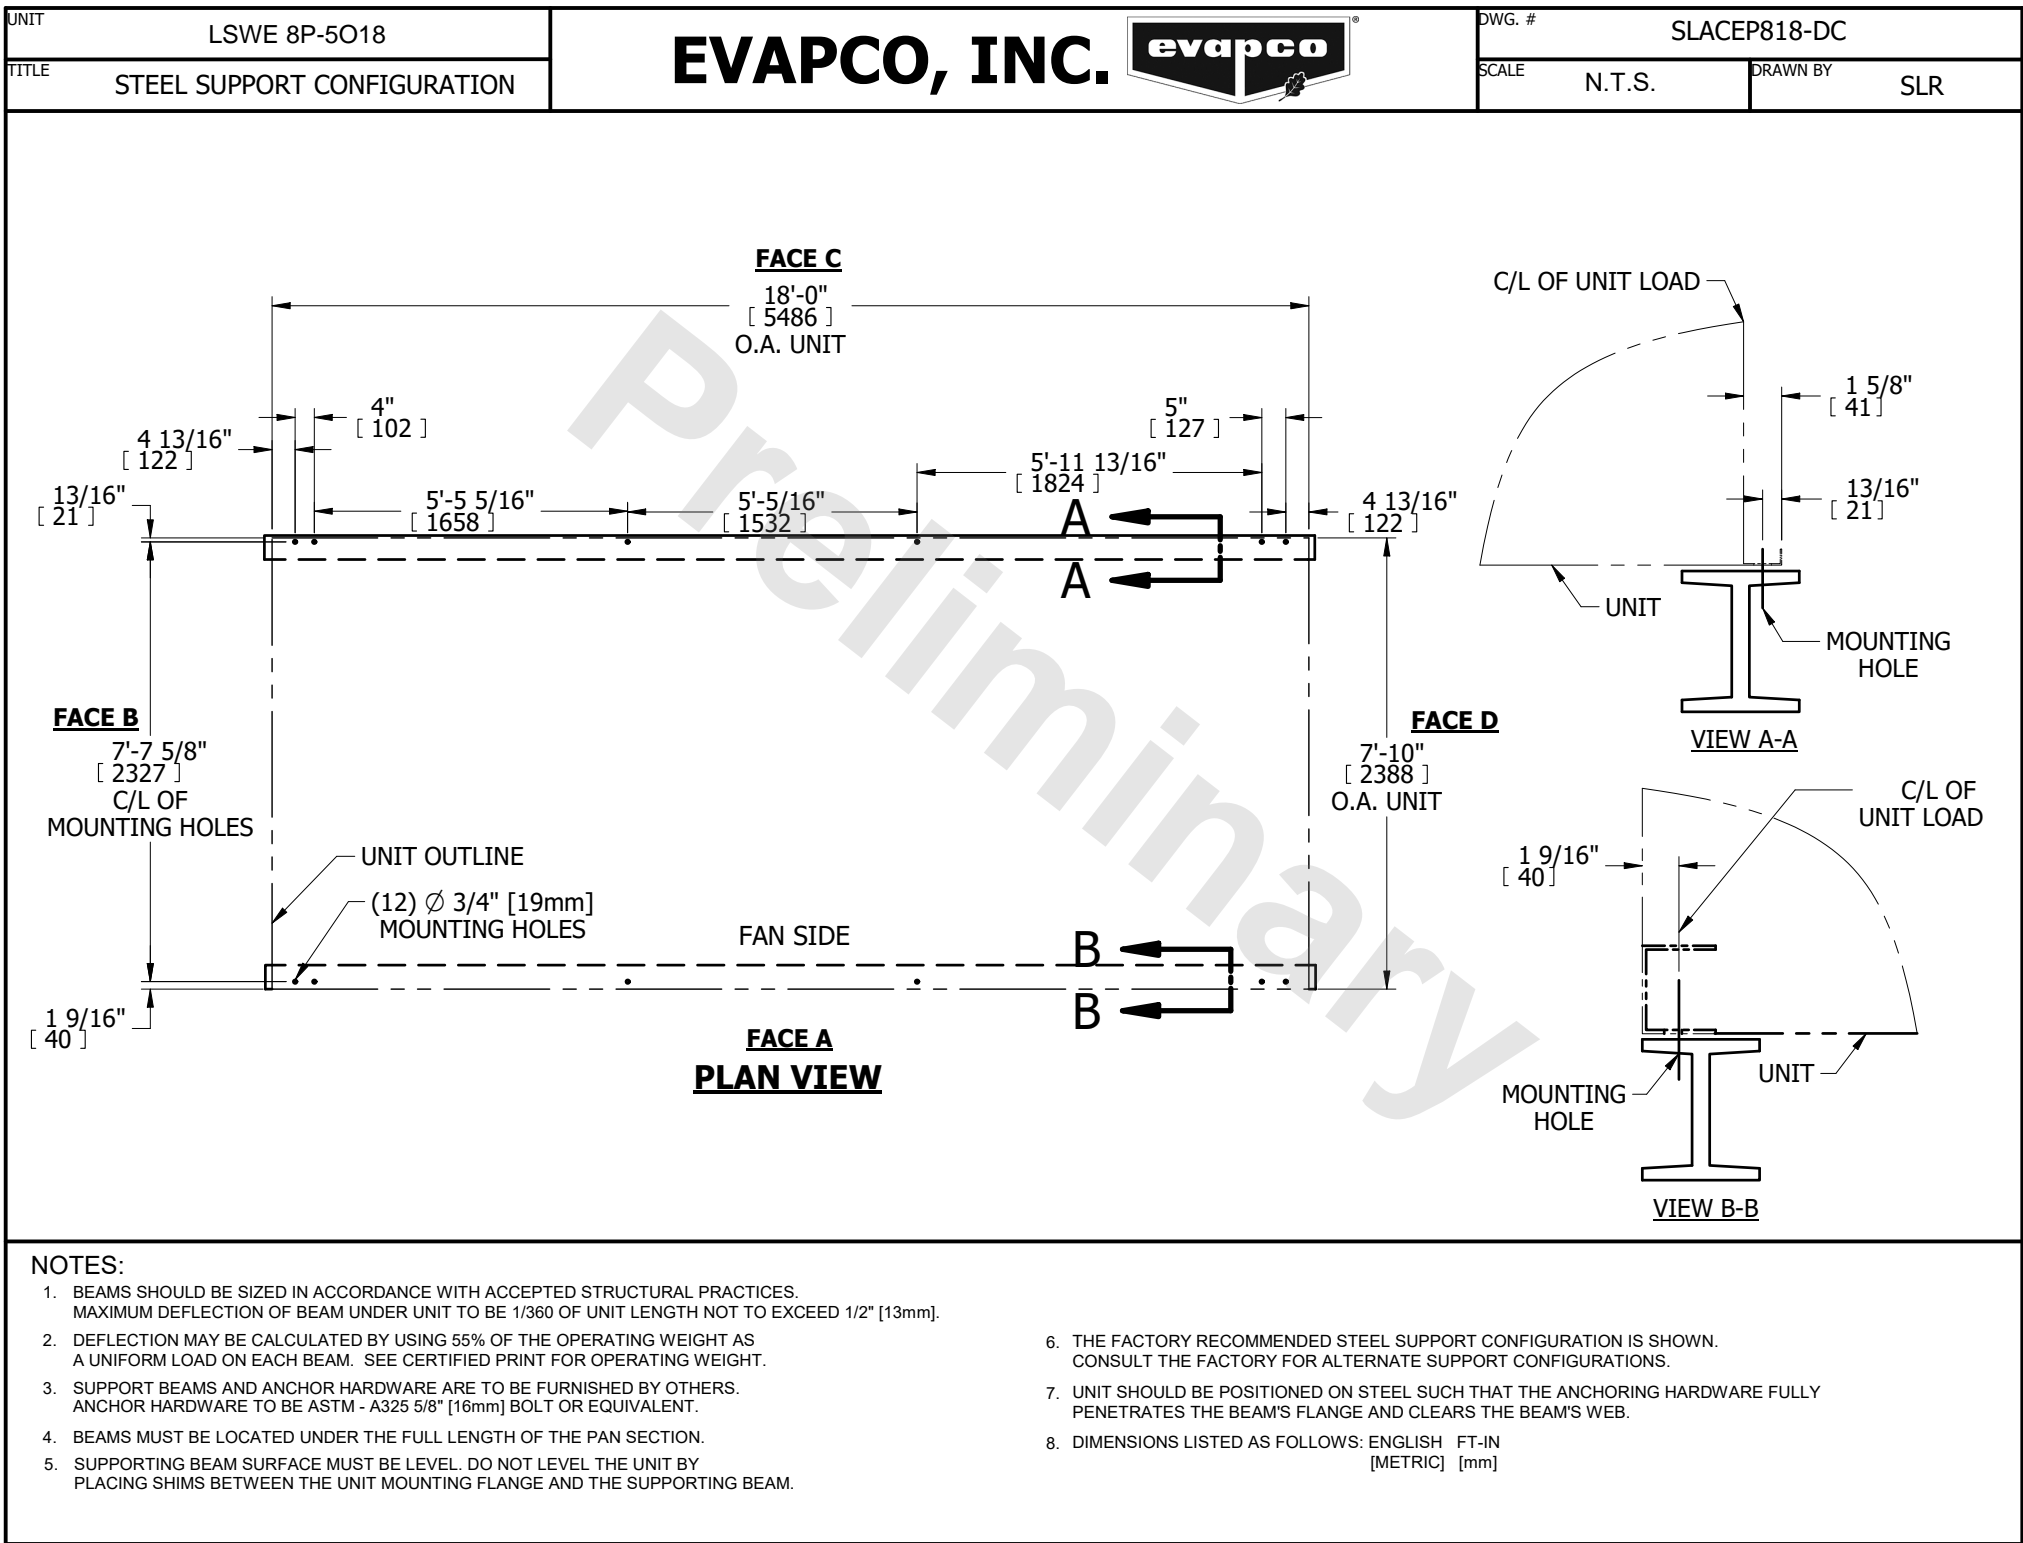 UNIT
LSWE 8P-5O18
TITLE
STEEL SUPPORT CONFIGURATION
EVAPCO, INC.
evapco
®
DWG. #
SLACEP818-DC
SCALE
N.T.S.
DRAWN BY
SLR
FACE C
18'-0"
[ 5486 ]
O.A. UNIT
4"
[ 102 ]
4 13/16"
[ 122 ]
13/16"
[ 21 ]
5'-5 5/16"
[ 1658 ]
5'-5/16"
[ 1532 ]
5'-11 13/16"
[ 1824 ]
5"
[ 127 ]
4 13/16"
[ 122 ]
A
A
FACE B
7'-7 5/8"
[ 2327 ]
C/L OF
MOUNTING HOLES
FACE D
7'-10"
[ 2388 ]
O.A. UNIT
UNIT OUTLINE
(12) Ø 3/4" [19mm]
MOUNTING HOLES
FAN SIDE
B
B
1 9/16"
[ 40 ]
FACE A
PLAN VIEW
Preliminary
C/L OF UNIT LOAD
1 5/8"
[ 41 ]
13/16"
[ 21 ]
UNIT
MOUNTING
HOLE
VIEW A-A
C/L OF
UNIT LOAD
1 9/16"
[ 40 ]
UNIT
MOUNTING
HOLE
VIEW B-B
NOTES:
1. BEAMS SHOULD BE SIZED IN ACCORDANCE WITH ACCEPTED STRUCTURAL PRACTICES.
MAXIMUM DEFLECTION OF BEAM UNDER UNIT TO BE 1/360 OF UNIT LENGTH NOT TO EXCEED 1/2" [13mm].
2. DEFLECTION MAY BE CALCULATED BY USING 55% OF THE OPERATING WEIGHT AS
A UNIFORM LOAD ON EACH BEAM. SEE CERTIFIED PRINT FOR OPERATING WEIGHT.
3. SUPPORT BEAMS AND ANCHOR HARDWARE ARE TO BE FURNISHED BY OTHERS.
ANCHOR HARDWARE TO BE ASTM - A325 5/8" [16mm] BOLT OR EQUIVALENT.
4. BEAMS MUST BE LOCATED UNDER THE FULL LENGTH OF THE PAN SECTION.
5. SUPPORTING BEAM SURFACE MUST BE LEVEL. DO NOT LEVEL THE UNIT BY
PLACING SHIMS BETWEEN THE UNIT MOUNTING FLANGE AND THE SUPPORTING BEAM.
6. THE FACTORY RECOMMENDED STEEL SUPPORT CONFIGURATION IS SHOWN.
CONSULT THE FACTORY FOR ALTERNATE SUPPORT CONFIGURATIONS.
7. UNIT SHOULD BE POSITIONED ON STEEL SUCH THAT THE ANCHORING HARDWARE FULLY
PENETRATES THE BEAM'S FLANGE AND CLEARS THE BEAM'S WEB.
8. DIMENSIONS LISTED AS FOLLOWS: ENGLISH FT-IN
[METRIC] [mm]